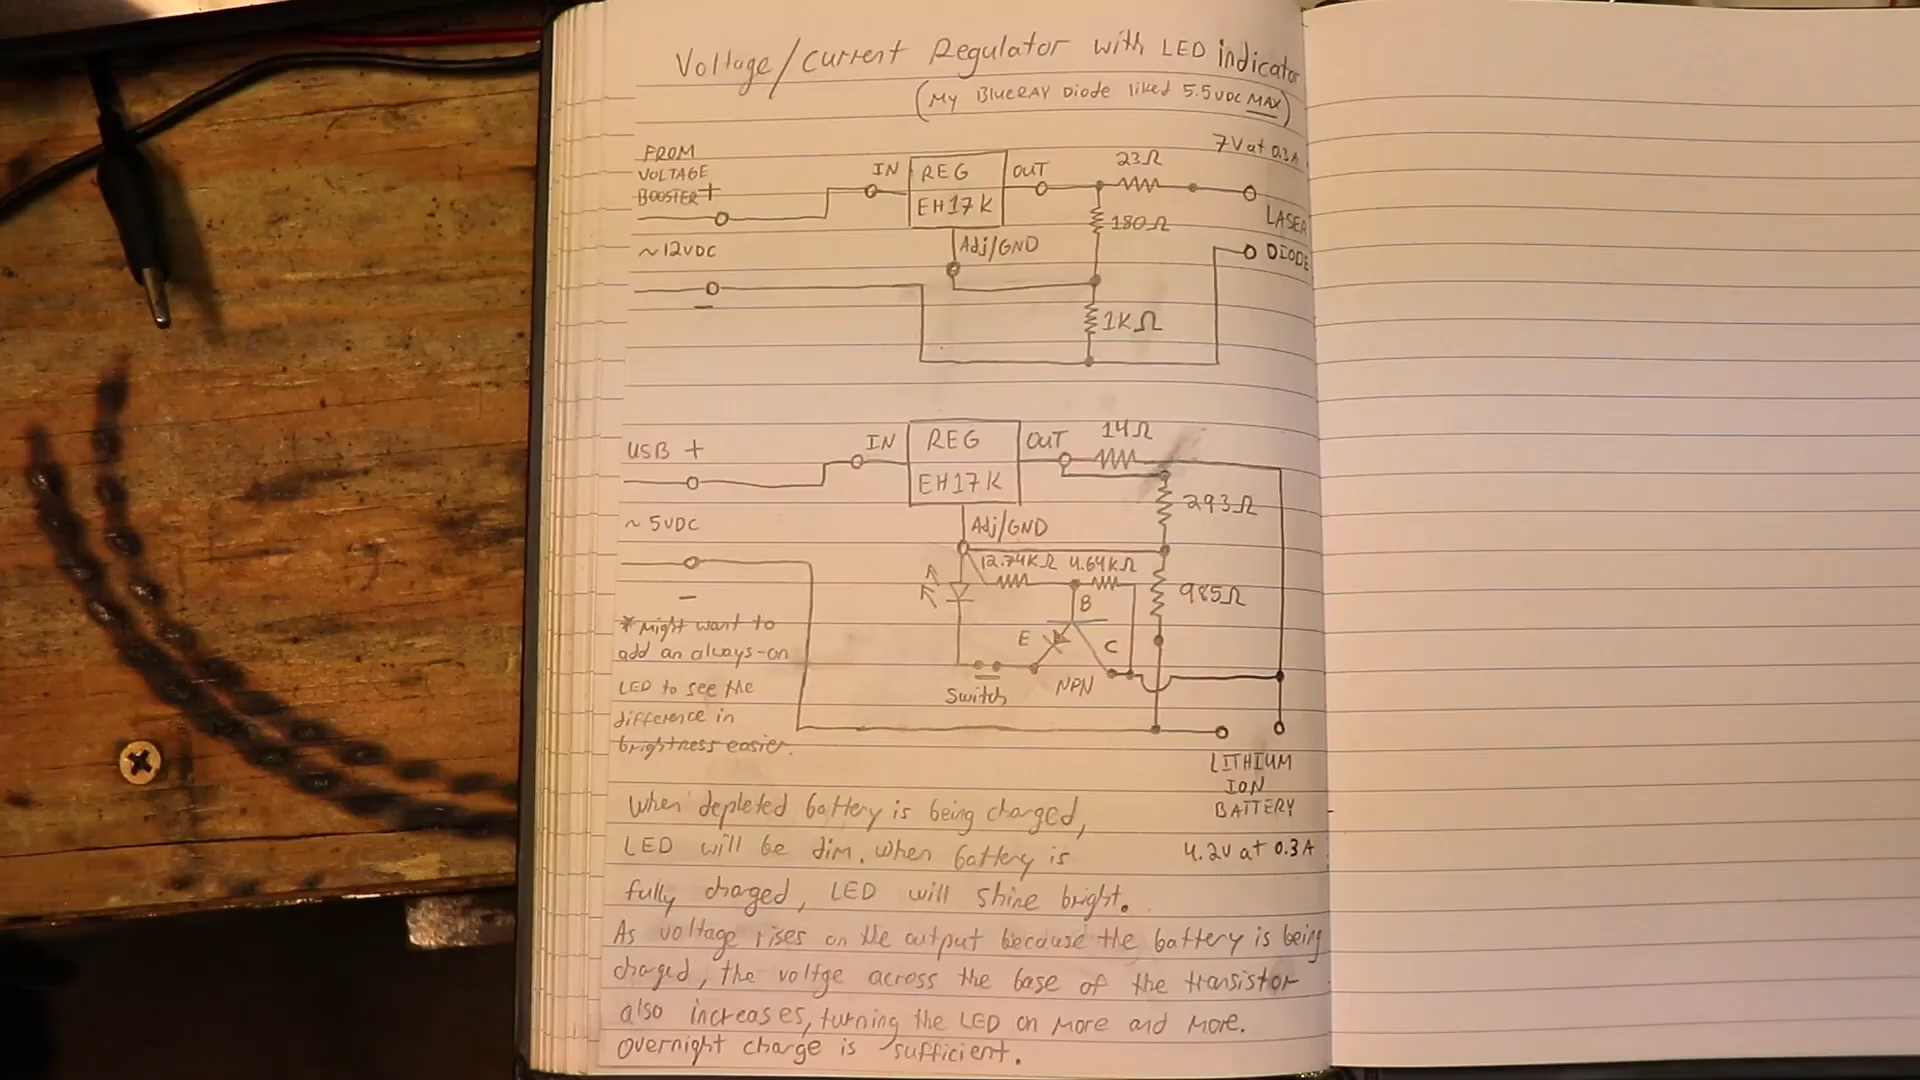 Voltage/Current Regulator with LED indicator
(My BlueRAY Diode liked 5.5VDC MAX)
7V at 0.3A
FROM
VOLTAGE
BOOSTER +
~12VDC
−
IN
REG
EH17K
OUT
Adj/GND
23Ω
180Ω
1KΩ
LASER
DIODE
USB +
~5VDC
−
IN
REG
EH17K
OUT
14Ω
293Ω
Adj/GND
12.74KΩ 4.64KΩ
985Ω
B
E
C
NPN
Switch
*Might want to
add an always-on
LED to see the
difference in
brightness easier.
LITHIUM
ION
BATTERY
4.2V at 0.3A
When depleted battery is being charged,
LED will be dim. When battery is
fully charged, LED will shine bright.
As voltage rises on the output because the battery is being
charged, the voltge across the base of the transistor
also increases, turning the LED on more and more.
Overnight charge is sufficient.